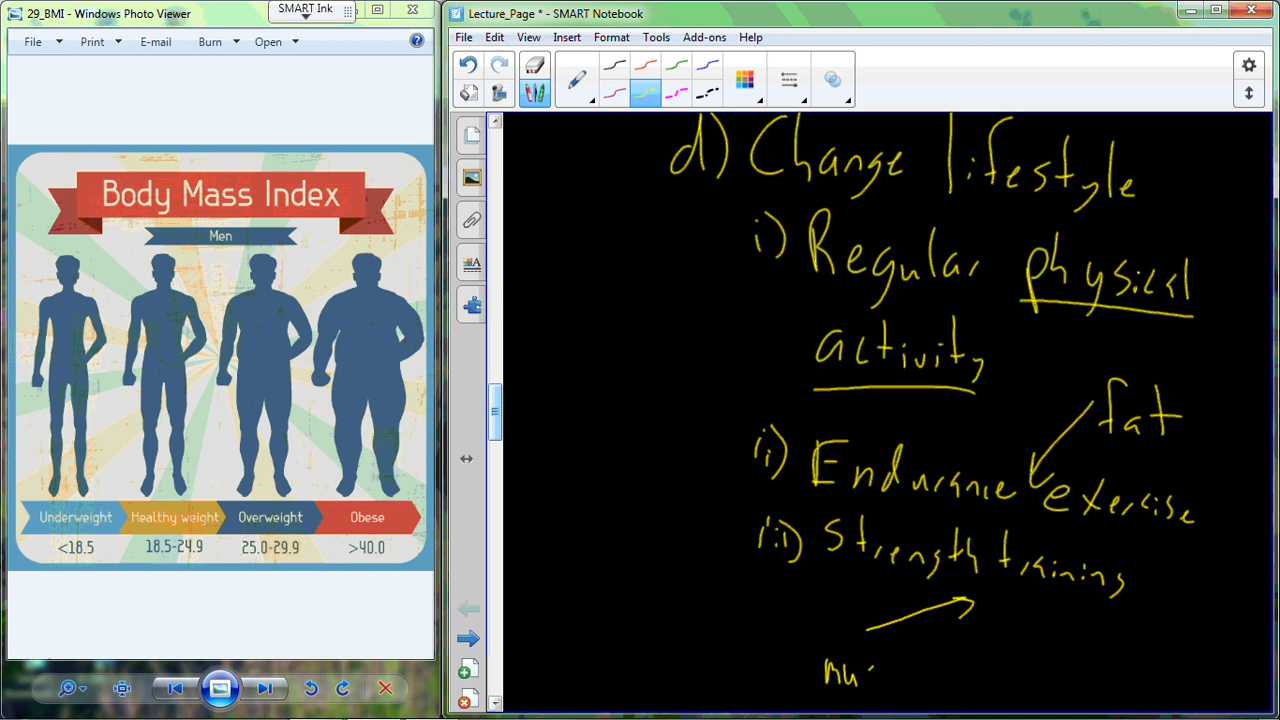 29_BMI - Windows Photo Viewer
SMART Ink
File Print E-mail Burn Open
Body Mass Index
Men
Underweight Healthy weight Overweight Obese
<18.5 18.5-24.9 25.0-29.9 >40.0
Lecture_Page * - SMART Notebook
File Edit View Insert Format Tools Add-ons Help
d) Change lifestyle
i) Regular physical
activity
fat
i) Endurance exercise
iii) Strength training
mu